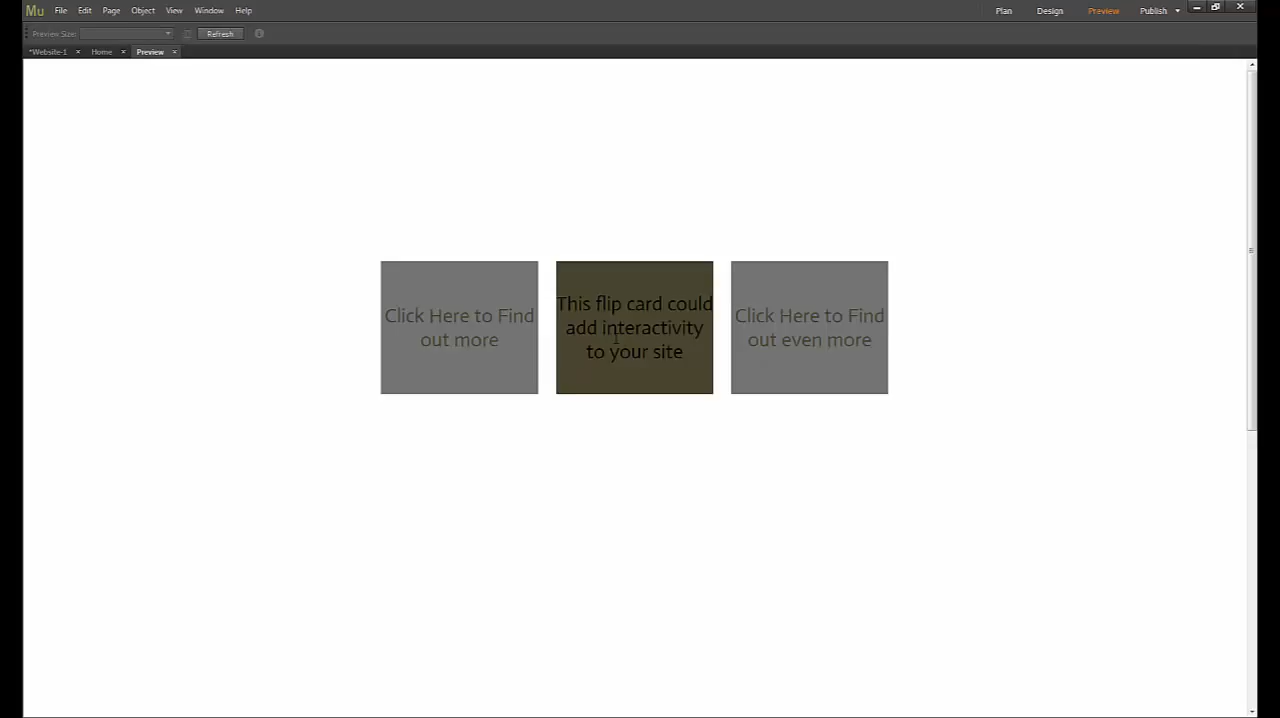 Mu File Edit Page Object View Window Help Plan Design Preview Publish
Preview Size: Refresh
*Website-1 Home Preview
Click Here to Find
out more
This flip card could
add interactivity
to your site
Click Here to Find
out even more